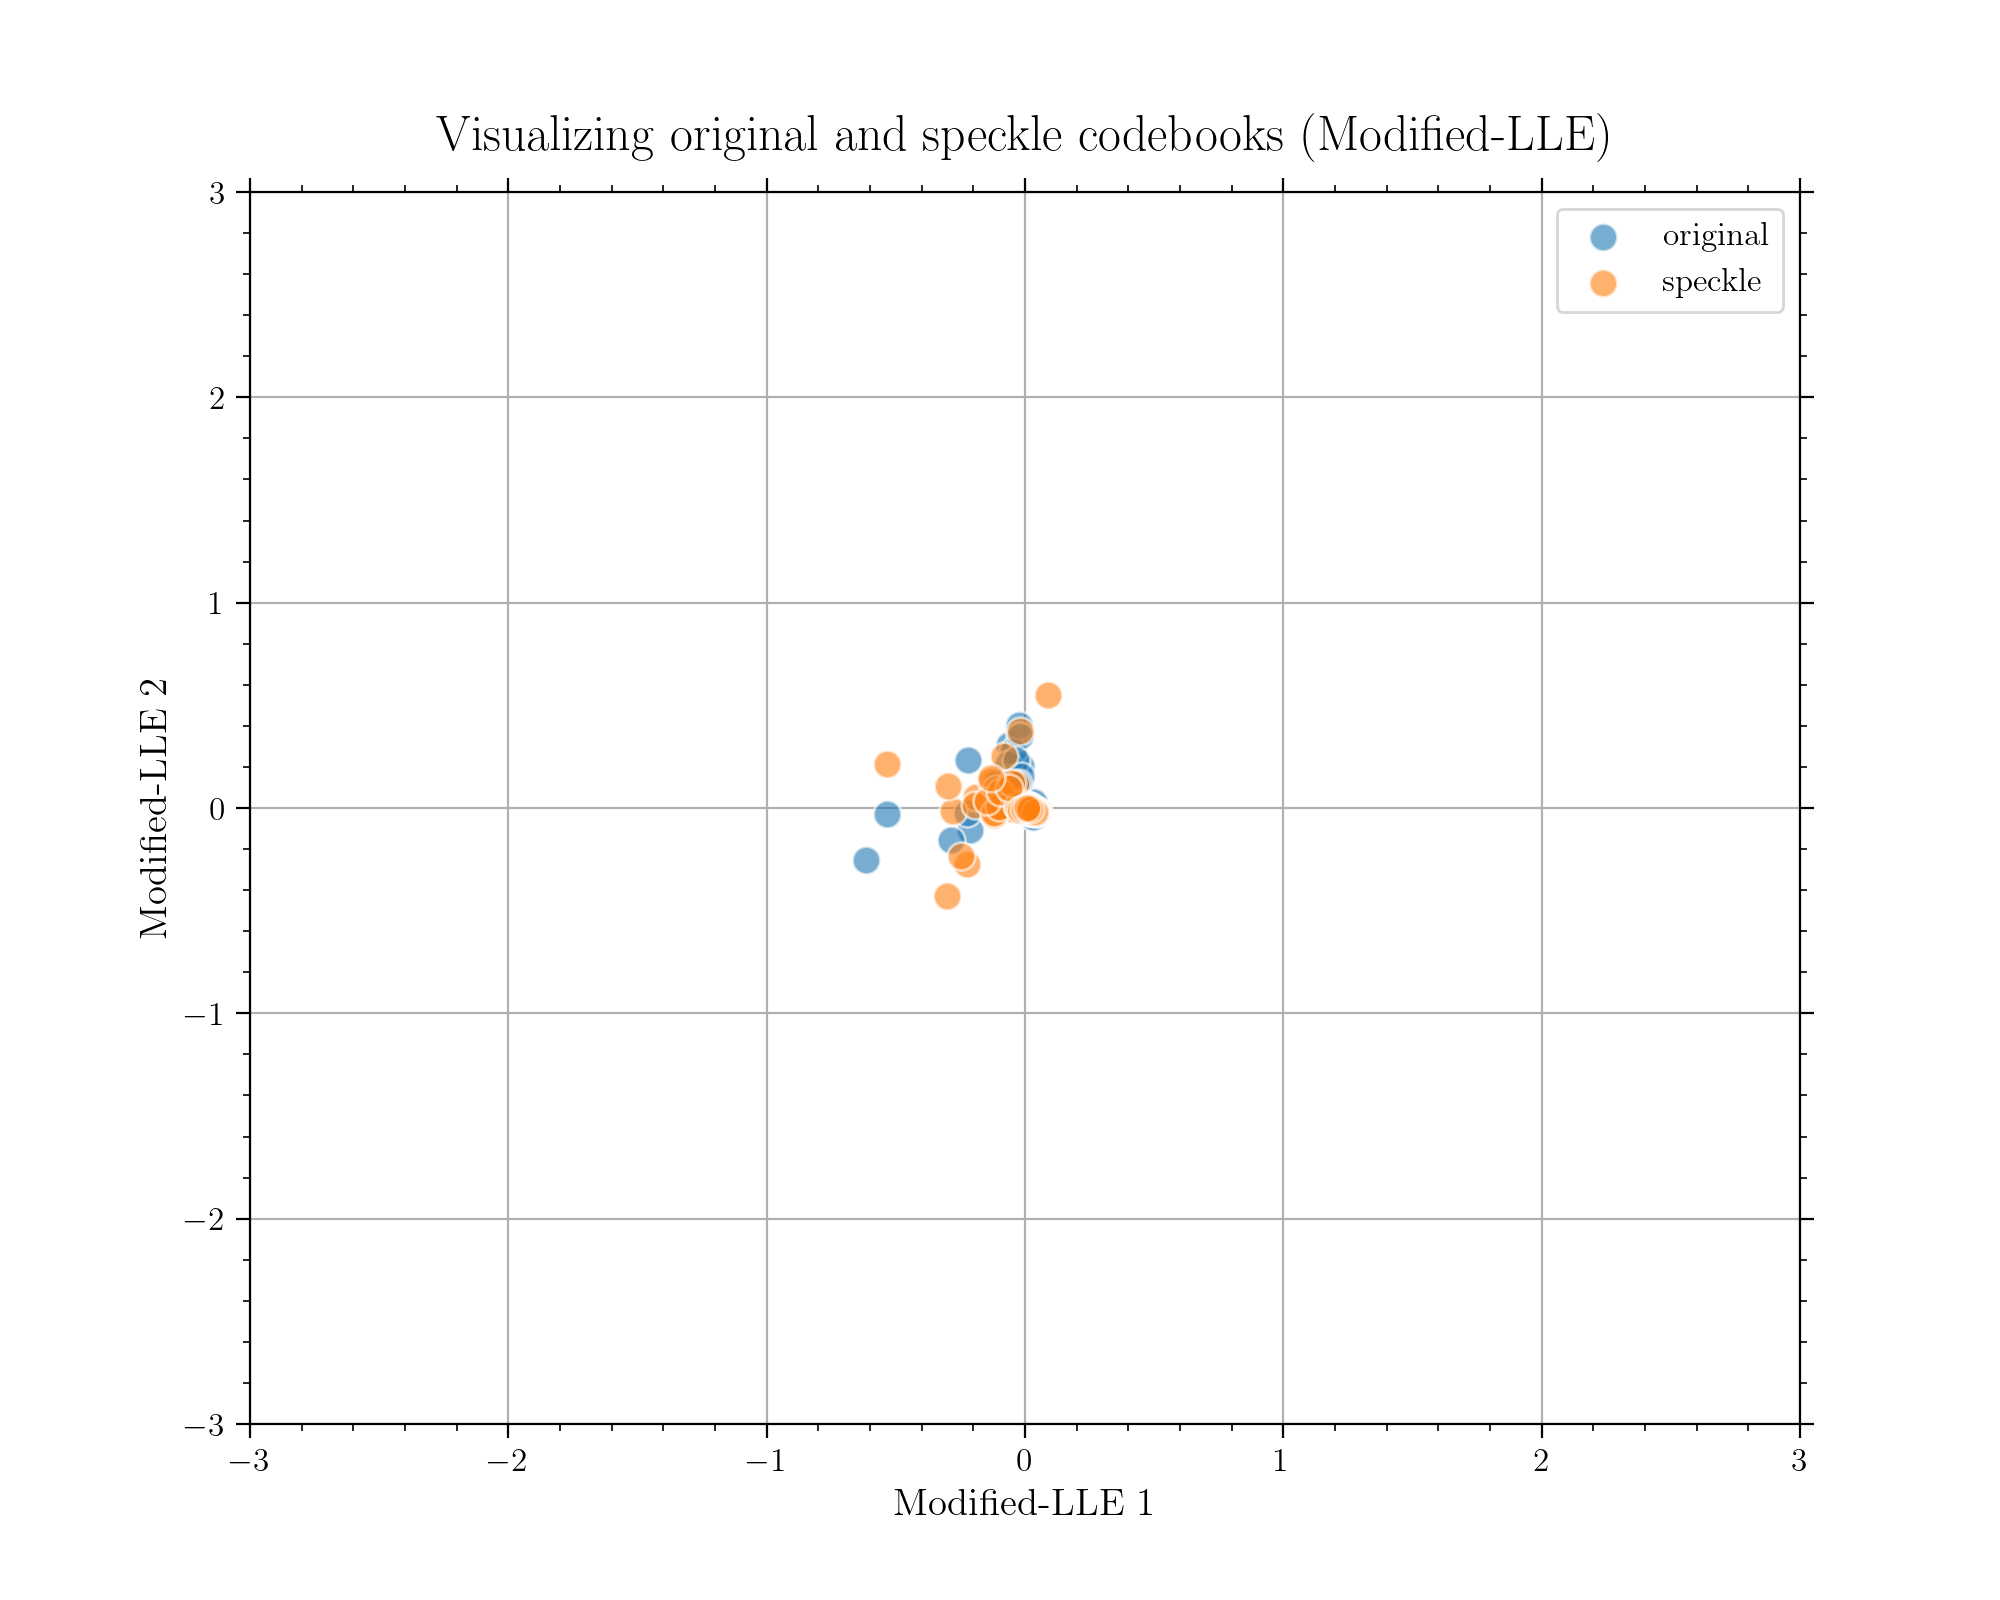 Visualizing original and speckle codebooks (Modified-LLE)
original
speckle
3
2
1
0
−1
−2
−3
Modified-LLE 2
−3
−2
−1
0
1
2
3
Modified-LLE 1